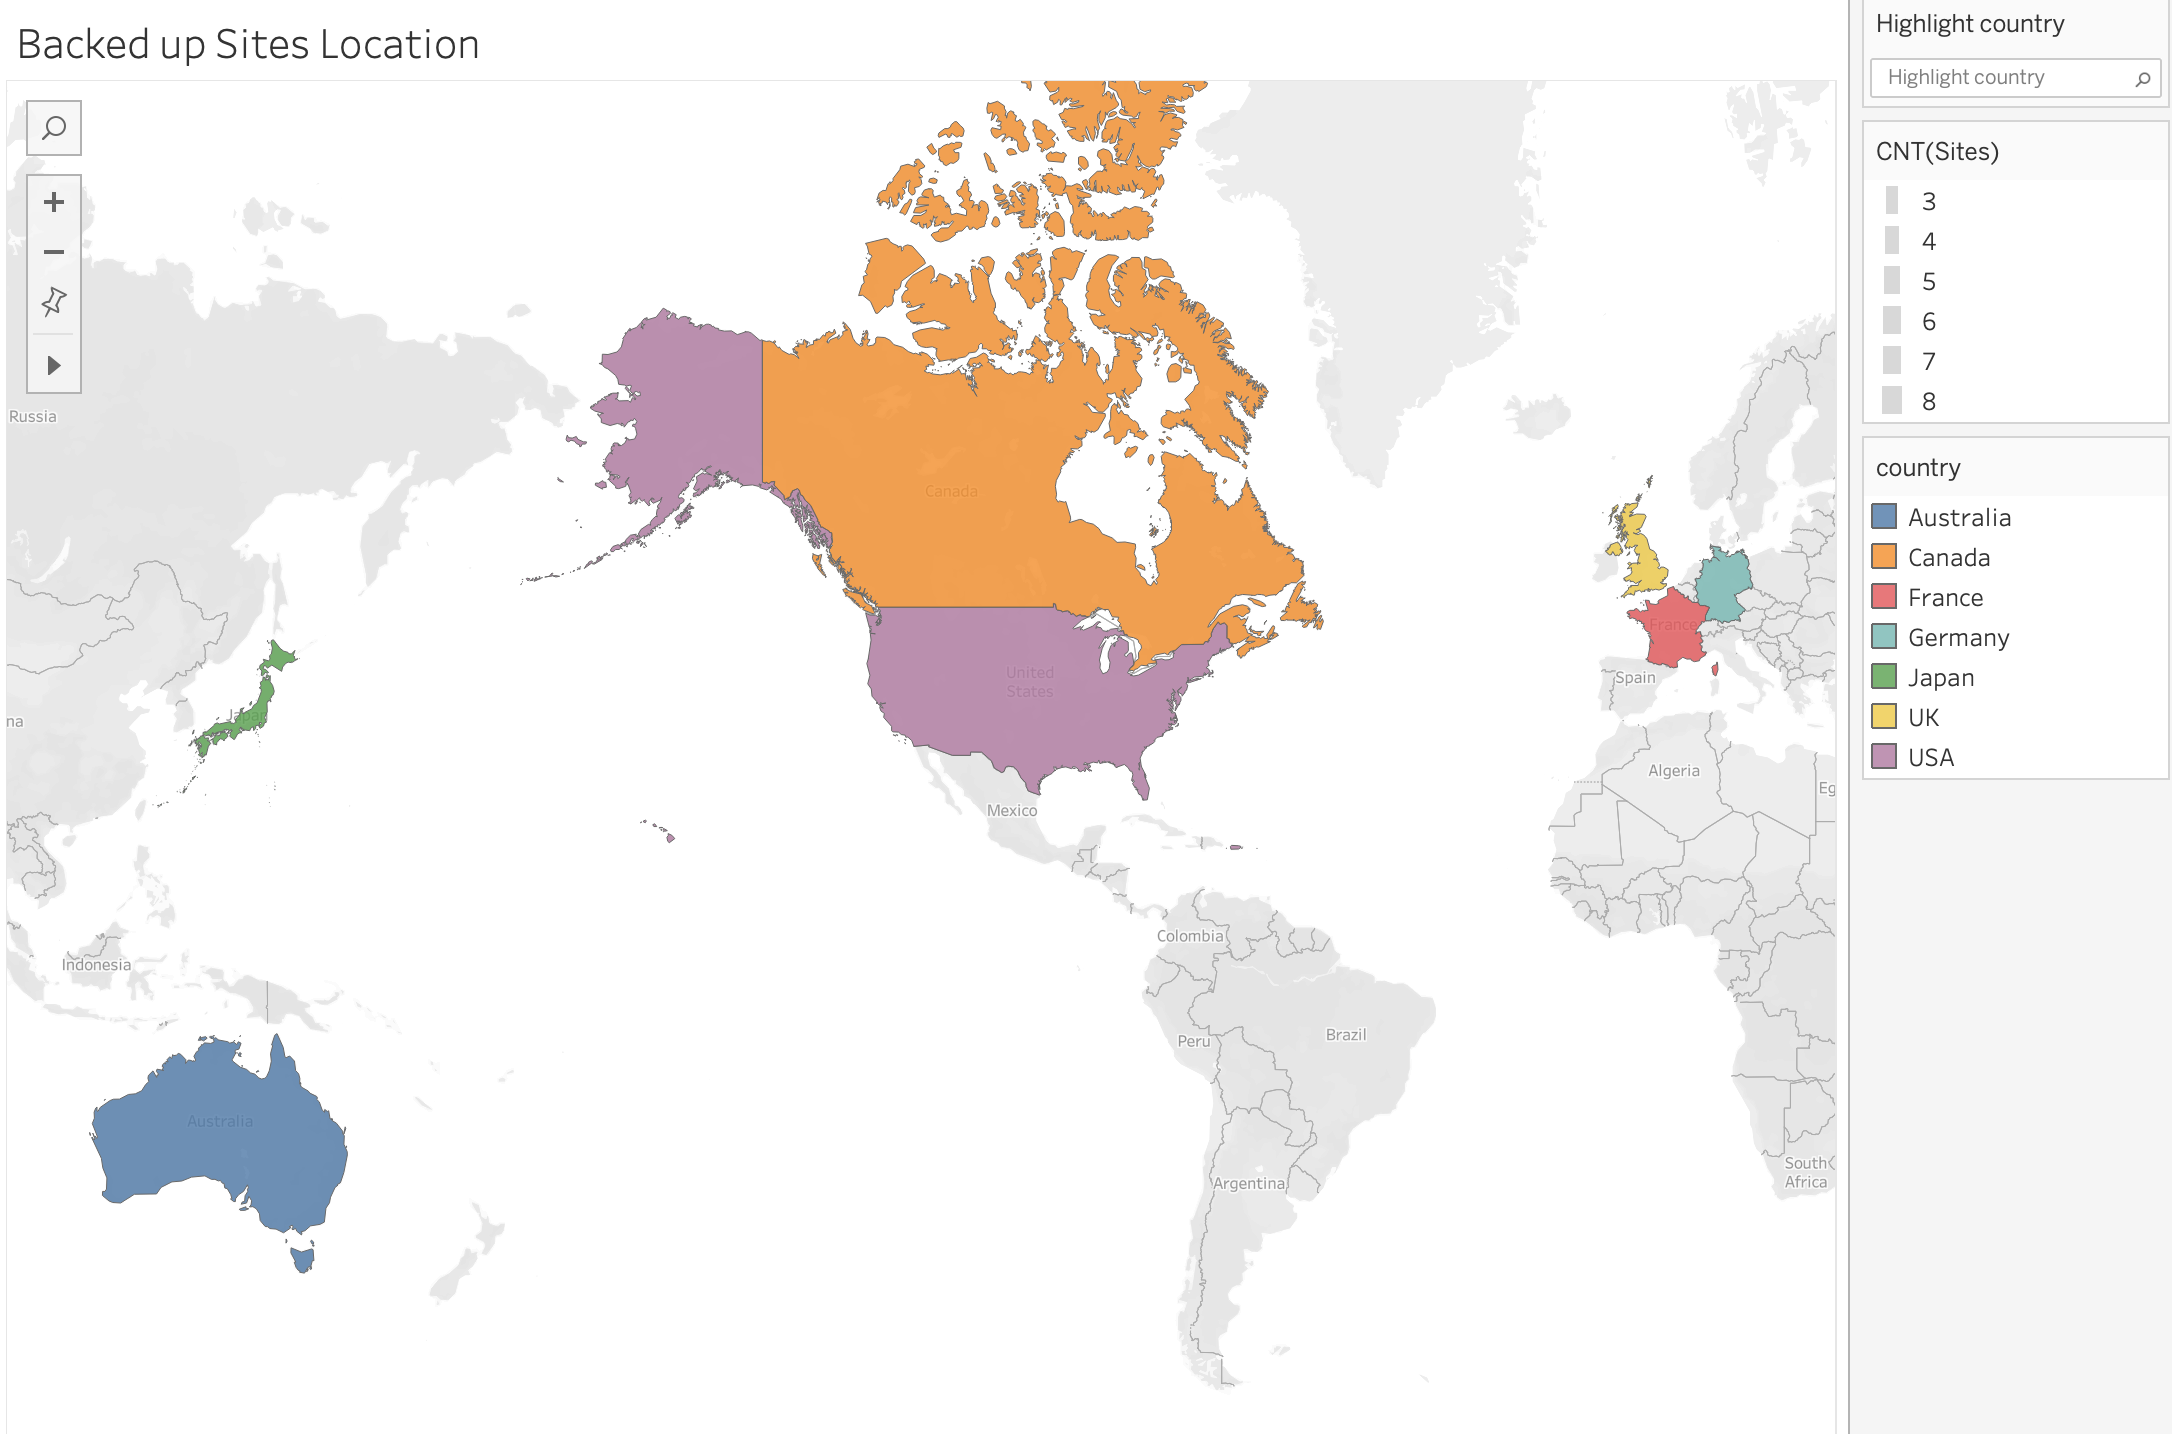 Backed up Sites Location
Russia
na
Japan
Indonesia
Australia
Canada
United
States
Mexico
Colombia
Peru
Brazil
Argentina
France
Spain
Algeria
Eg
South
Africa
Highlight country
Highlight country
CNT(Sites)
3
4
5
6
7
8
country
Australia
Canada
France
Germany
Japan
UK
USA